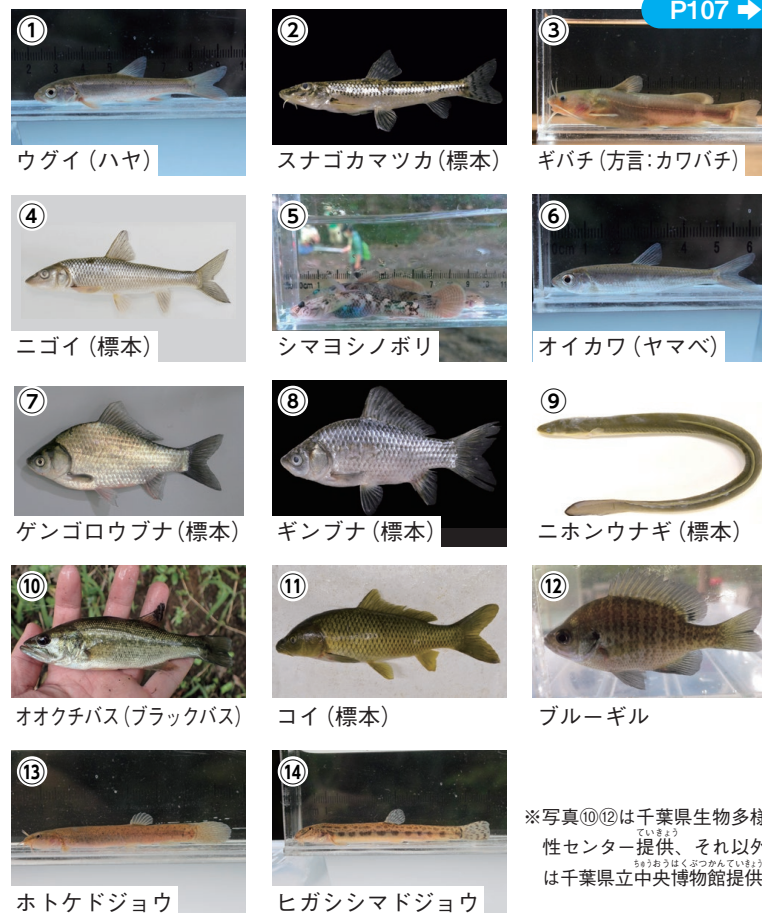 P107 ➡
①
ウグイ（ハヤ）
②
スナゴカマツカ（標本）
③
ギバチ（方言：カワバチ）
④
ニゴイ（標本）
⑤
シマヨシノボリ
⑥
オイカワ（ヤマベ）
⑦
ゲンゴロウブナ（標本）
⑧
ギンブナ（標本）
⑨
ニホンウナギ（標本）
⑩
オオクチバス（ブラックバス）
⑪
コイ（標本）
⑫
ブルーギル
⑬
ホトケドジョウ
⑭
ヒガシシマドジョウ
※写真⑩⑫は千葉県生物多様
性センター提供、それ以外
は千葉県立中央博物館提供